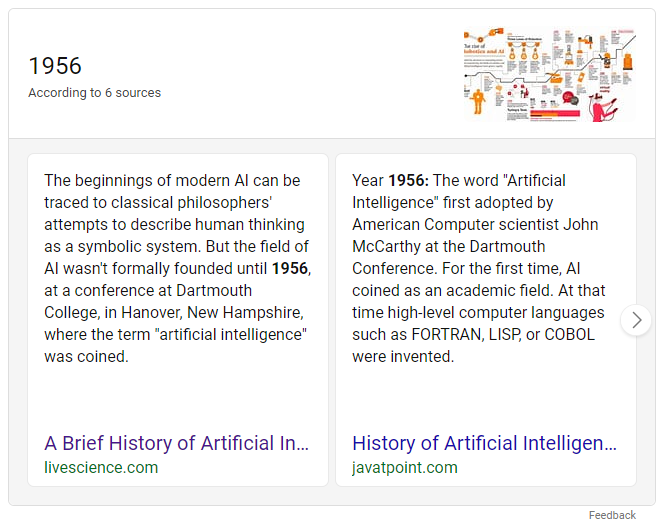 1956
According to 6 sources
The rise of
robotics and AI
The beginnings of modern AI can be
traced to classical philosophers'
attempts to describe human thinking
as a symbolic system. But the field of
AI wasn't formally founded until 1956,
at a conference at Dartmouth
College, in Hanover, New Hampshire,
where the term "artificial intelligence"
was coined.
A Brief History of Artificial In...
livescience.com
Year 1956: The word "Artificial
Intelligence" first adopted by
American Computer scientist John
McCarthy at the Dartmouth
Conference. For the first time, AI
coined as an academic field. At that
time high-level computer languages
such as FORTRAN, LISP, or COBOL
were invented.
History of Artificial Intelligen...
javatpoint.com
Feedback